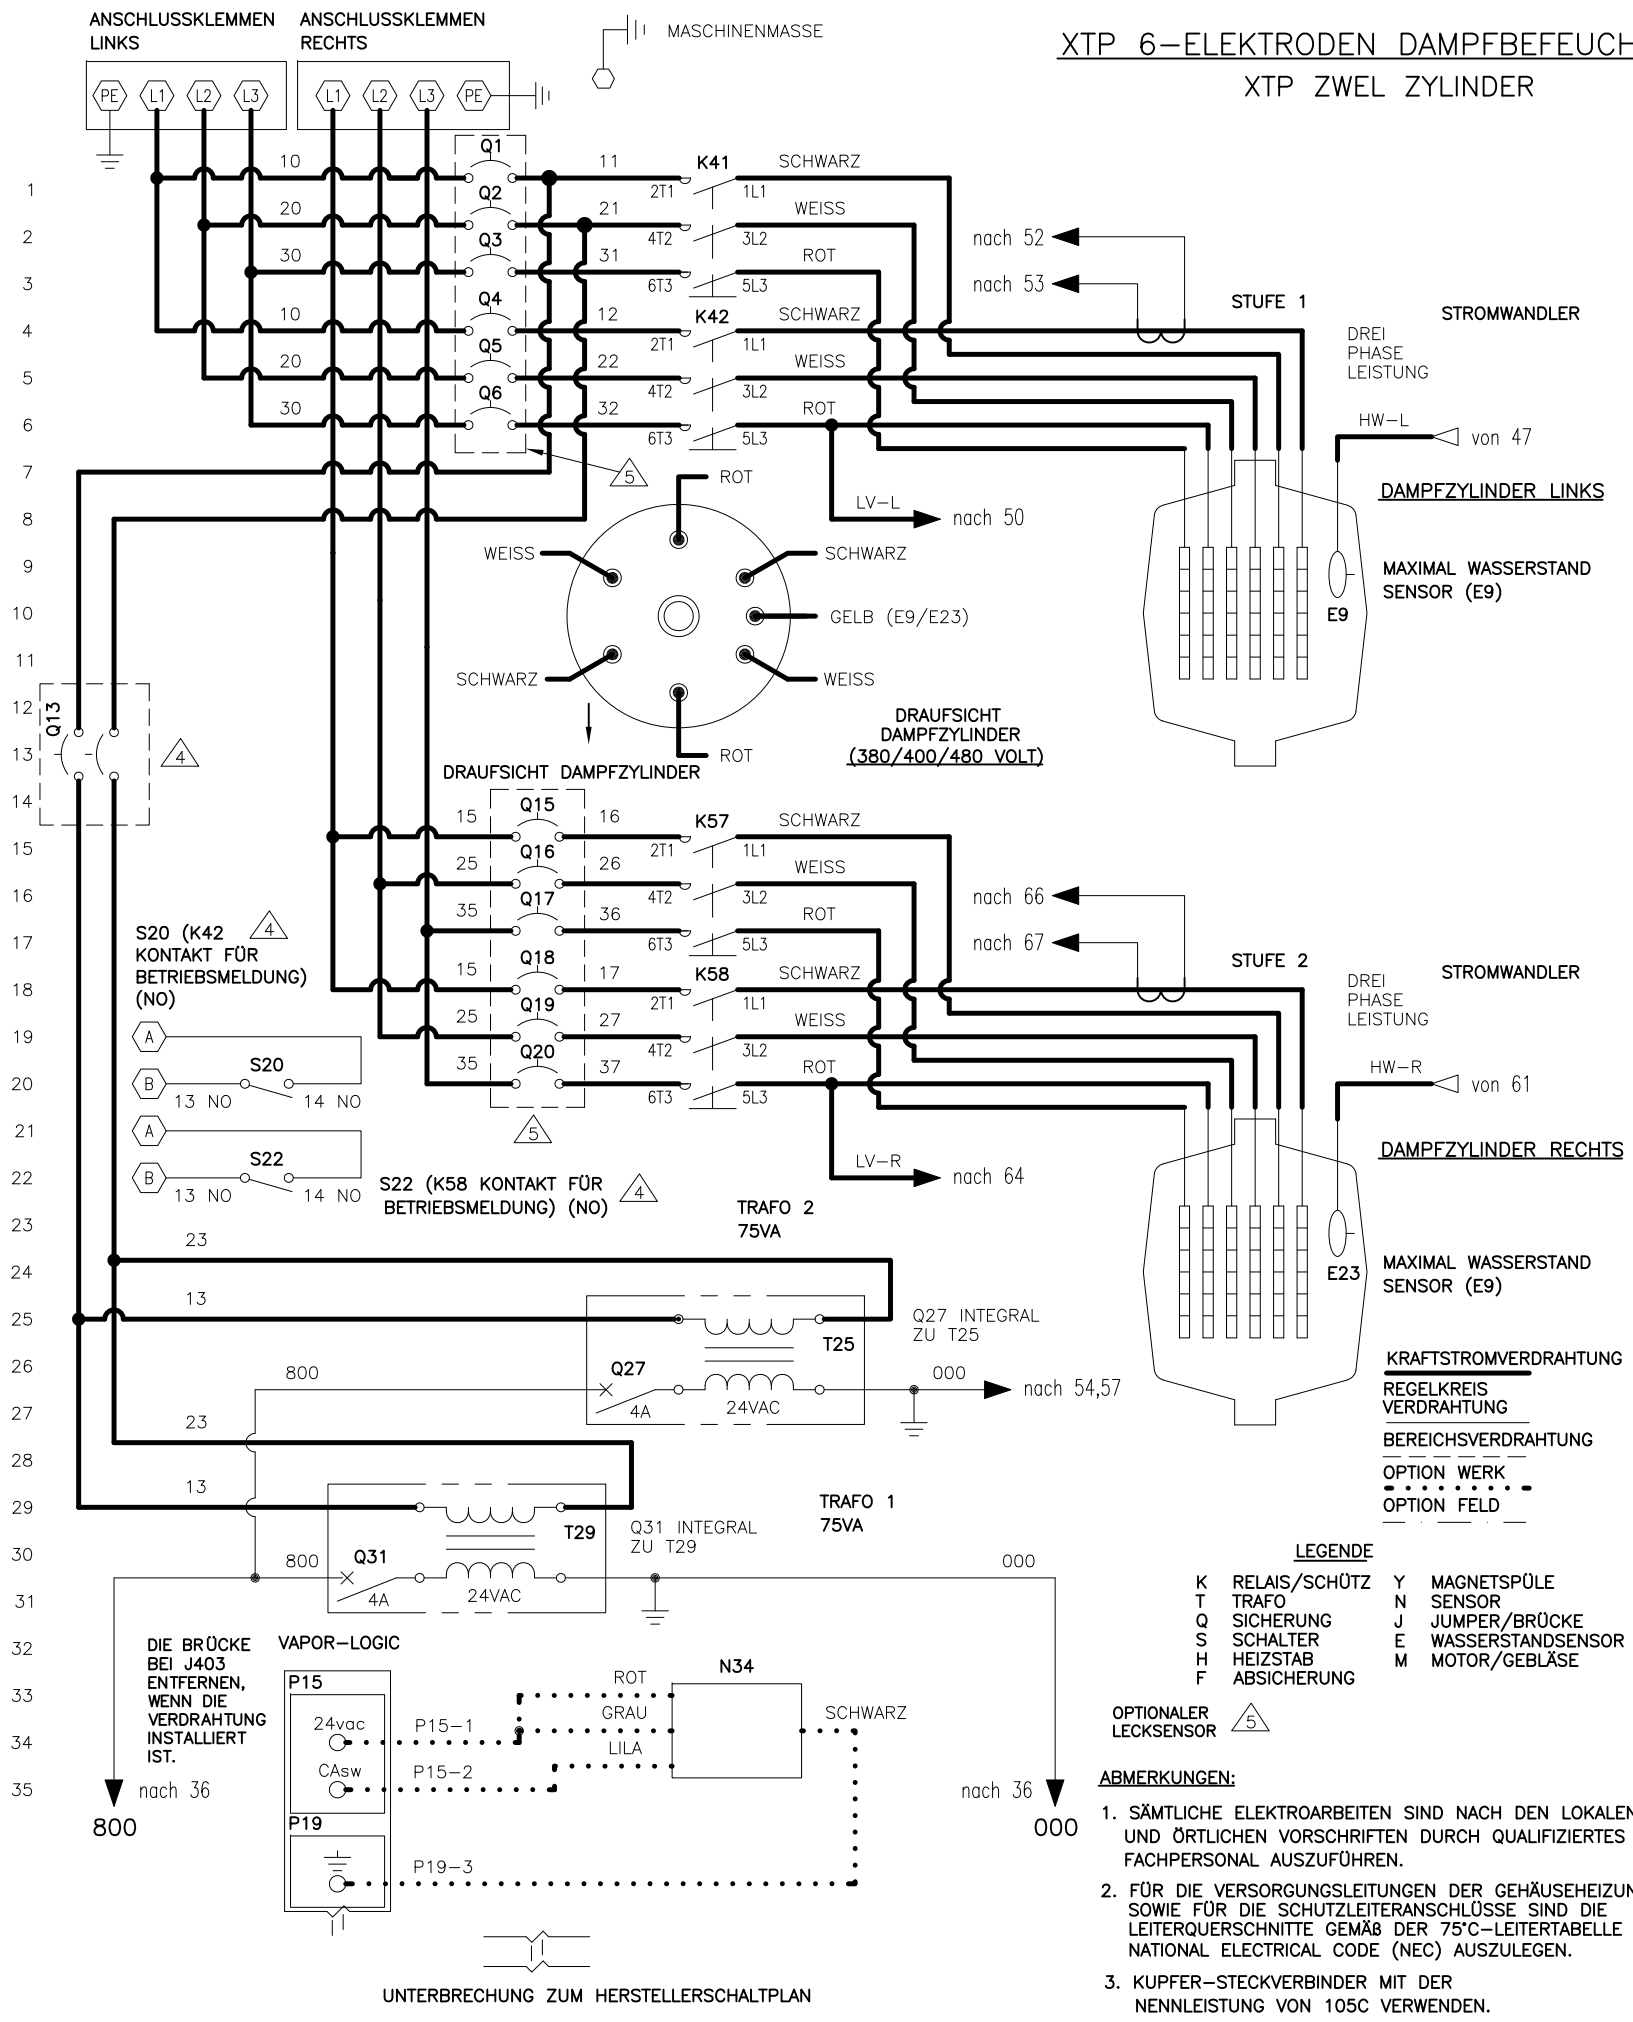 ANSCHLUSSKLEMMEN
LINKS
ANSCHLUSSKLEMMEN
RECHTS
MASCHINENMASSE
XTP 6-ELEKTRODEN DAMPFBEFEUCH
XTP ZWEL ZYLINDER
PE L1 L2 L3
L1 L2 L3 PE
1
10 Q1 11 K41 SCHWARZ
2T1 1L1
2
20 Q2 21 WEISS
4T2 3L2
nach 52
3
30 Q3 31 ROT
6T3 5L3
nach 53
STUFE 1
STROMWANDLER
4
10 Q4 12 K42 SCHWARZ
2T1 1L1
DREI
PHASE
LEISTUNG
5
20 Q5 22 WEISS
4T2 3L2
6
30 Q6 32 ROT
6T3 5L3
HW-L
von 47
7
5
ROT
DAMPFZYLINDER LINKS
8
LV-L
nach 50
9
WEISS
SCHWARZ
MAXIMAL WASSERSTAND
SENSOR (E9)
10
GELB (E9/E23)
E9
11
SCHWARZ
WEISS
12
Q13
DRAUFSICHT
DAMPFZYLINDER
(380/400/480 VOLT)
13
4
ROT
DRAUFSICHT DAMPFZYLINDER
14
15 Q15 16 K57 SCHWARZ
15
2T1 1L1
25 Q16 26 WEISS
16
4T2 3L2
nach 66
35 Q17 36 ROT
17
6T3 5L3
nach 67
S20 (K42
4
KONTAKT FÜR
BETRIEBSMELDUNG)
(NO)
STUFE 2
STROMWANDLER
15 Q18 17 K58 SCHWARZ
18
2T1 1L1
DREI
PHASE
LEISTUNG
25 Q19 27 WEISS
19
A
4T2 3L2
35 Q20 37 ROT
20
B
S20
13 NO 14 NO
6T3 5L3
HW-R
von 61
21
A
5
DAMPFZYLINDER RECHTS
22
B
S22
13 NO 14 NO
LV-R
nach 64
S22 (K58 KONTAKT FÜR
BETRIEBSMELDUNG) (NO)
4
TRAFO 2
75VA
23
23
24
E23
MAXIMAL WASSERSTAND
SENSOR (E9)
13
25
T25
Q27 INTEGRAL
ZU T25
26
800
Q27
4A
24VAC
000
nach 54,57
27
23
28
13
29
T29
TRAFO 1
75VA
Q31 INTEGRAL
ZU T29
30
800
Q31
4A
24VAC
000
31
KRAFTSTROMVERDRAHTUNG
REGELKREIS
VERDRAHTUNG
BEREICHSVERDRAHTUNG
OPTION WERK
OPTION FELD
LEGENDE
K RELAIS/SCHÜTZ Y MAGNETSPÜLE
T TRAFO N SENSOR
Q SICHERUNG J JUMPER/BRÜCKE
S SCHALTER E WASSERSTANDSENSOR
H HEIZSTAB M MOTOR/GEBLÄSE
F ABSICHERUNG
32
DIE BRÜCKE
BEI J403
ENTFERNEN,
WENN DIE
VERDRAHTUNG
INSTALLIERT
IST.
VAPOR-LOGIC
P15
N34
33
ROT
24vac
P15-1
GRAU
SCHWARZ
34
LILA
CAsw
P15-2
35
nach 36
800
nach 36
000
P19
P19-3
OPTIONALER
LECKSENSOR
5
ABMERKUNGEN:
1. SÄMTLICHE ELEKTROARBEITEN SIND NACH DEN LOKALEN
UND ÖRTLICHEN VORSCHRIFTEN DURCH QUALIFIZIERTES
FACHPERSONAL AUSZUFÜHREN.
2. FÜR DIE VERSORGUNGSLEITUNGEN DER GEHÄUSEHEIZUN
SOWIE FÜR DIE SCHUTZLEITERANSCHLÜSSE SIND DIE
LEITERQUERSCHNITTE GEMÄß DER 75°C-LEITERTABELLE
NATIONAL ELECTRICAL CODE (NEC) AUSZULEGEN.
3. KUPFER-STECKVERBINDER MIT DER
NENNLEISTUNG VON 105C VERWENDEN.
UNTERBRECHUNG ZUM HERSTELLERSCHALTPLAN